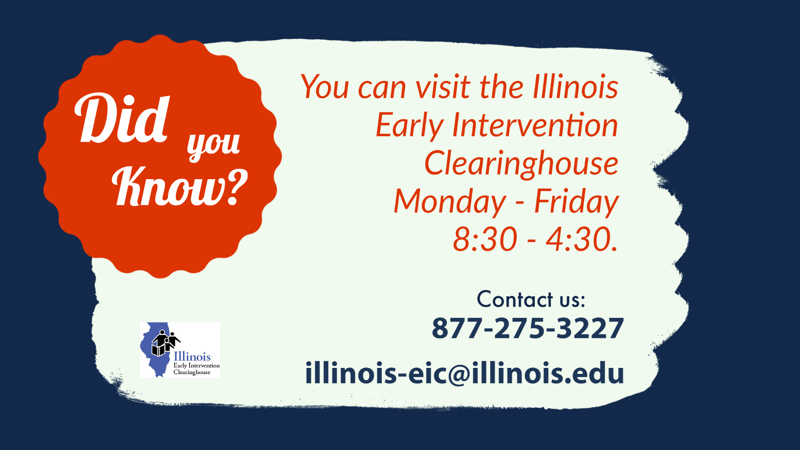 Did you
Know?
You can visit the Illinois
Early Intervention
Clearinghouse
Monday - Friday
8:30 - 4:30.
Contact us:
877-275-3227
illinois-eic@illinois.edu
Illinois
Early Intervention
Clearinghouse